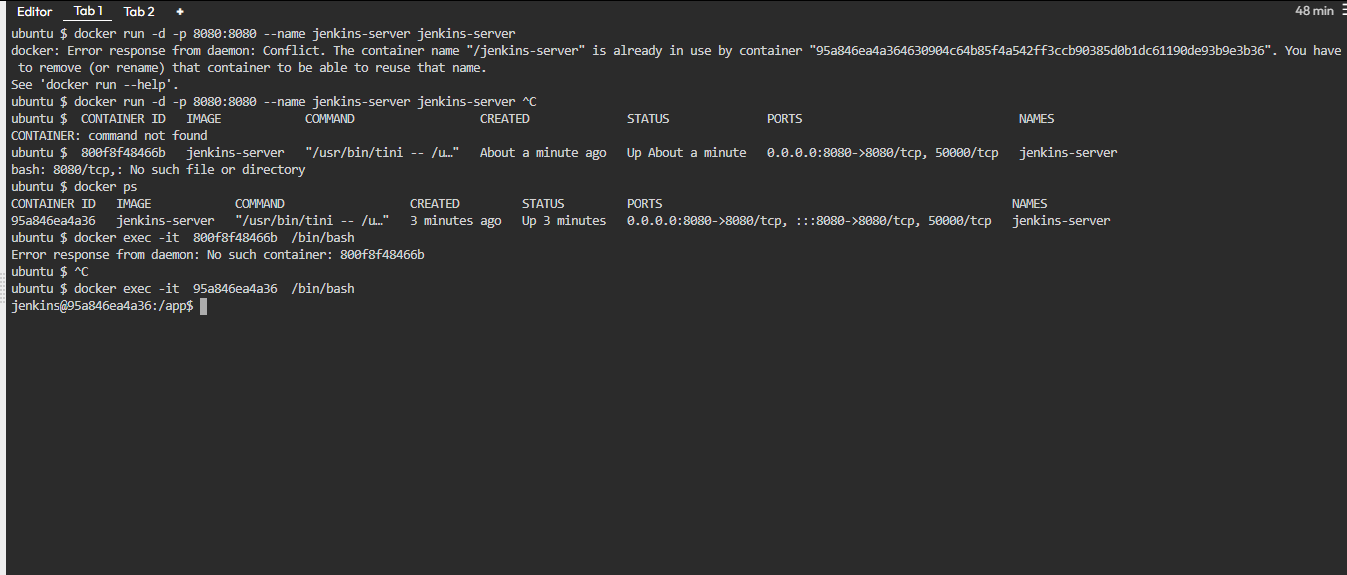 Editor Tab 1 Tab 2 + 48 min
ubuntu $ docker run -d -p 8080:8080 --name jenkins-server jenkins-server
docker: Error response from daemon: Conflict. The container name "/jenkins-server" is already in use by container "95a846ea4a364630904c64b85f4a542ff3ccb90385d0b1dc61190de93b9e3b36". You have
 to remove (or rename) that container to be able to reuse that name.
See 'docker run --help'.
ubuntu $ docker run -d -p 8080:8080 --name jenkins-server jenkins-server ^C
ubuntu $  CONTAINER ID   IMAGE            COMMAND                  CREATED              STATUS              PORTS                               NAMES
CONTAINER: command not found
ubuntu $  800f8f48466b   jenkins-server   "/usr/bin/tini -- /u…"   About a minute ago   Up About a minute   0.0.0.0:8080->8080/tcp, 50000/tcp   jenkins-server
bash: 8080/tcp,: No such file or directory
ubuntu $ docker ps
CONTAINER ID   IMAGE            COMMAND                  CREATED         STATUS         PORTS                                                  NAMES
95a846ea4a36   jenkins-server   "/usr/bin/tini -- /u…"   3 minutes ago   Up 3 minutes   0.0.0.0:8080->8080/tcp, :::8080->8080/tcp, 50000/tcp   jenkins-server
ubuntu $ docker exec -it  800f8f48466b  /bin/bash
Error response from daemon: No such container: 800f8f48466b
ubuntu $ ^C
ubuntu $ docker exec -it  95a846ea4a36  /bin/bash
jenkins@95a846ea4a36:/app$